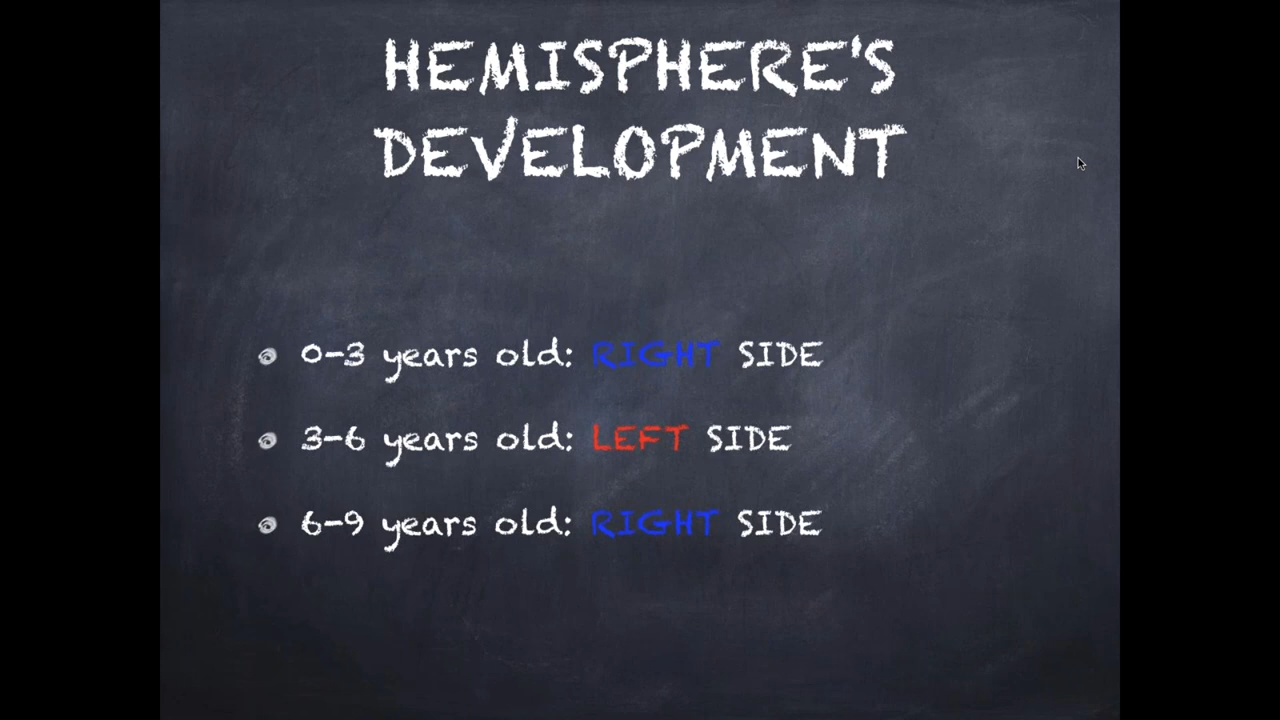 HEMISPHERE'S
DEVELOPMENT
0-3 years old: RIGHT SIDE
3-6 years old: LEFT SIDE
6-9 years old: RIGHT SIDE